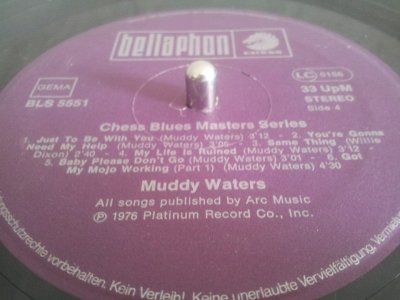 bellaphon
CHESS
GEMA
BLS 5551
LC 0156
33 UpM
STEREO
Side 4
Chess Blues Masters Series
1. Just To Be With You (Muddy Waters) 3'12 - 2. You're Gonna
Need My Help (Muddy Waters) 3'06 - 3. Same Thing (Willie
Dixon) 2'40 - 4. My Life Is Ruined (Muddy Waters) 3'12 -
5. Baby Please Don't Go (Muddy Waters) 3'01 - 6. Got
My Mojo Working (Part 1) (Muddy Waters) 4'30
Muddy Waters
All songs published by Arc Music
℗ 1976 Platinum Record Co., Inc.
vorbehalten. Kein Verleih! Keine unerlaubte Vervielfältigung,